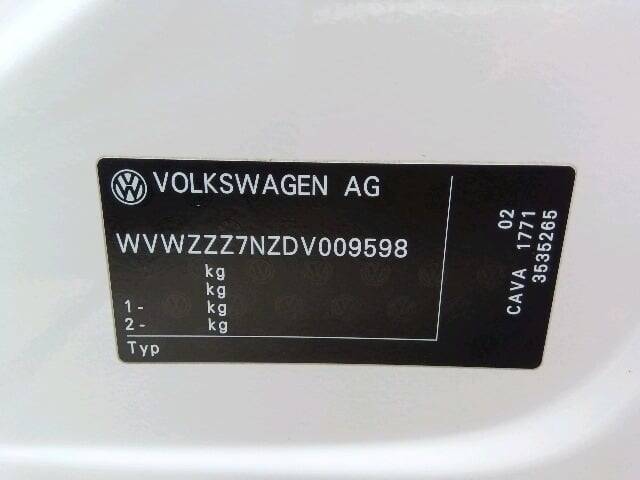 VOLKSWAGEN AG
WVWZZZ7NZDV009598
kg
kg
1- kg
2- kg
Typ
02
CAVA 1771
3535265